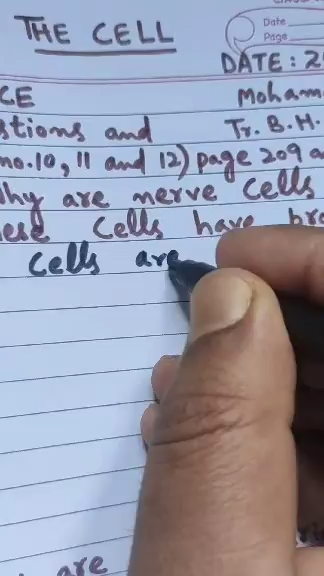 THE CELL
Date
Page
DATE: 2
CE
Moham
stions and
Tr. B.M.
no.10, 11 and 12) page 209 a
Why are nerve cells
ese cells have br
cells are
are